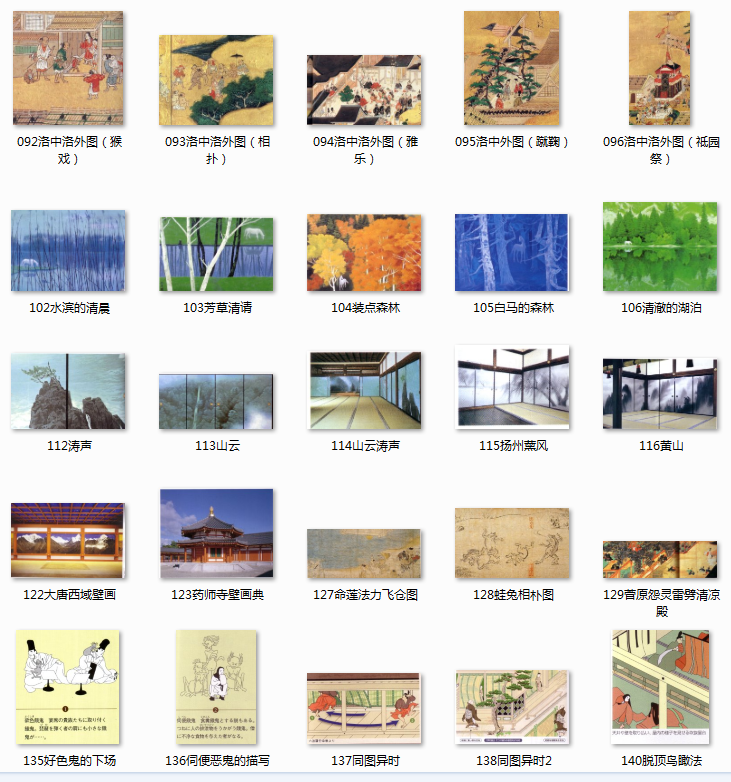 092洛中洛外图（猴戏）
093洛中洛外图（相扑）
094洛中洛外图（雅乐）
095洛中外图（蹴鞠）
096洛中洛外图（祇园祭）
102水滨的清晨
103芳草清请
104装点森林
105白马的森林
106清澈的湖泊
112涛声
113山云
114山云涛声
115扬州薰风
116黄山
122大唐西域壁画
123药师寺壁画典
127命莲法力飞仓图
128蛙兔相朴图
129菅原怨灵雷劈清凉殿
135好色鬼的下场
136同便恶鬼的描写
137同图异时
138同图异时2
140脱顶鸟瞰法